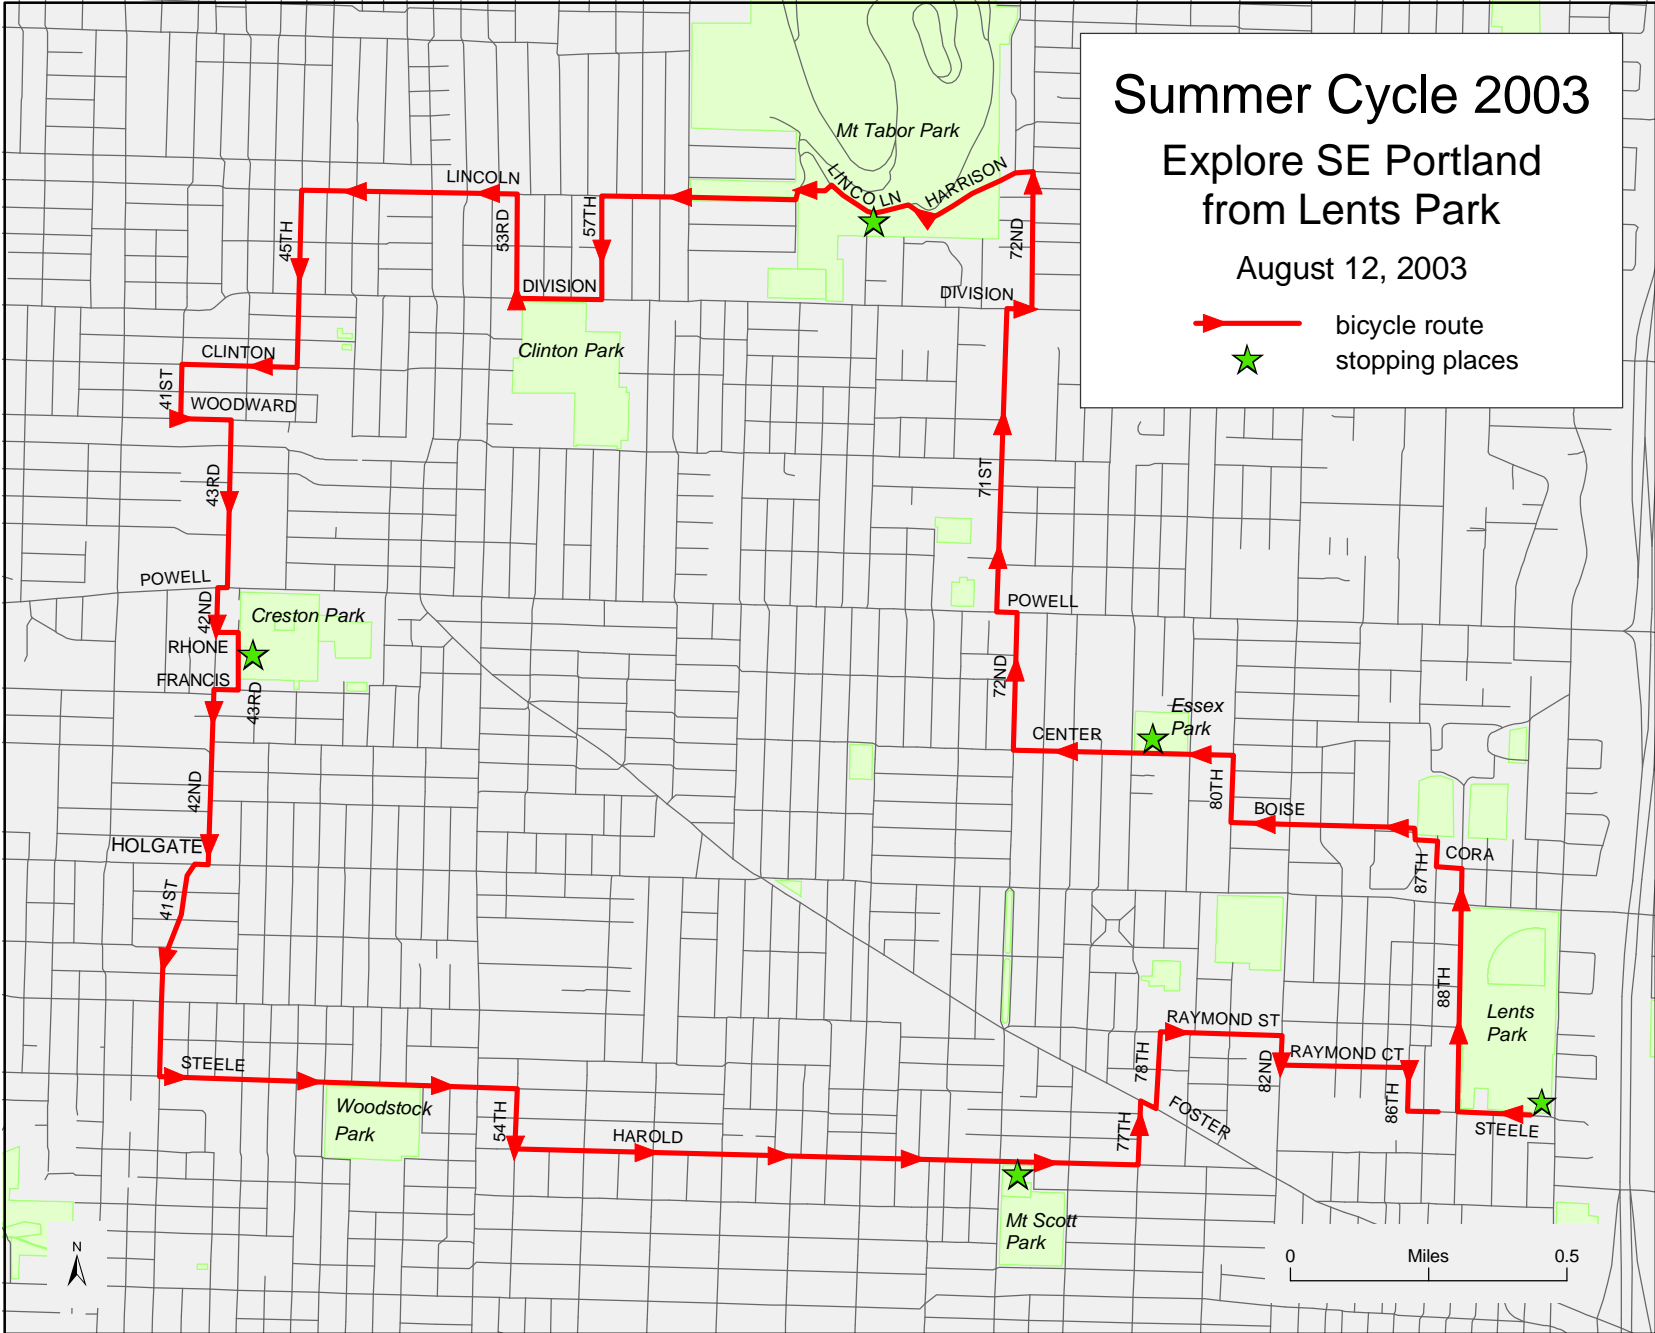 Summer Cycle 2003
Explore SE Portland
from Lents Park
August 12, 2003
bicycle route
stopping places
Mt Tabor Park
LINCOLN
HARRISON
LINCOLN
45TH
53RD
57TH
72ND
DIVISION
DIVISION
Clinton Park
CLINTON
41ST
WOODWARD
43RD
71ST
POWELL
42ND
Creston Park
RHONE
FRANCIS
43RD
POWELL
72ND
Essex
Park
CENTER
80TH
BOISE
42ND
HOLGATE
87TH
CORA
41ST
88TH
Lents
Park
RAYMOND ST
RAYMOND CT
78TH
82ND
86TH
STEELE
STEELE
Woodstock
Park
54TH
HAROLD
77TH
FOSTER
Mt Scott
Park
N
0 Miles 0.5